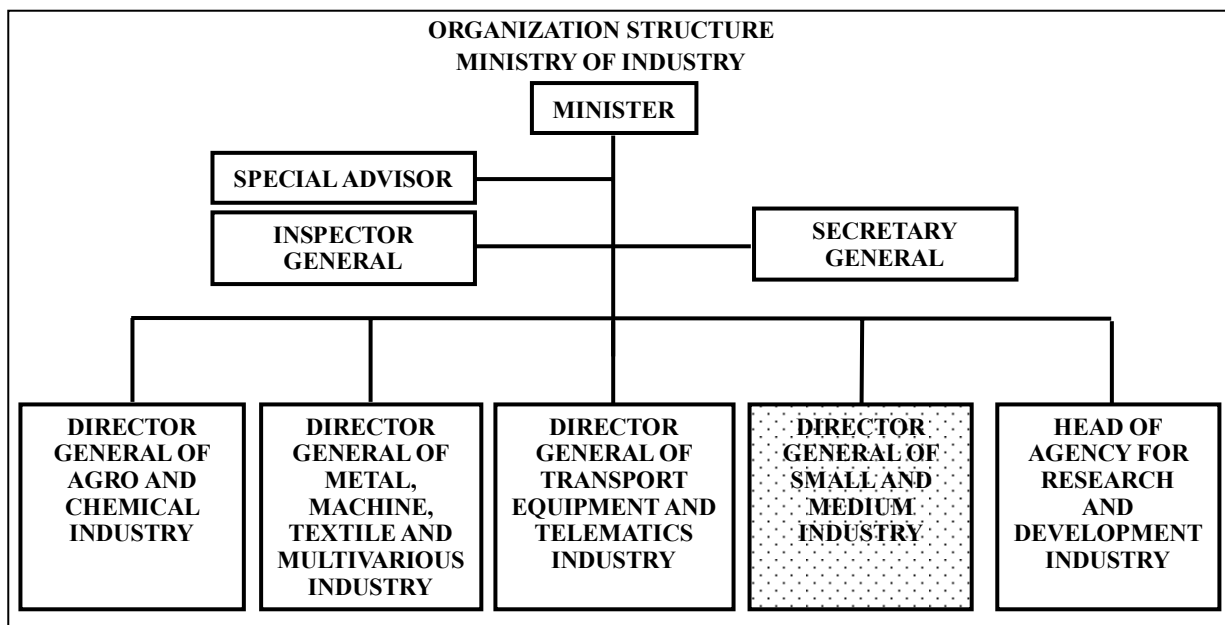 ORGANIZATION STRUCTURE
MINISTRY OF INDUSTRY
MINISTER
SPECIAL ADVISOR
INSPECTOR
GENERAL
SECRETARY
GENERAL
DIRECTOR
GENERAL OF
AGRO AND
CHEMICAL
INDUSTRY
DIRECTOR
GENERAL OF
METAL,
MACHINE,
TEXTILE AND
MULTIVARIOUS
INDUSTRY
DIRECTOR
GENERAL OF
TRANSPORT
EQUIPMENT AND
TELEMATICS
INDUSTRY
DIRECTOR
GENERAL OF
SMALL AND
MEDIUM
INDUSTRY
HEAD OF
AGENCY FOR
RESEARCH
AND
DEVELOPMENT
INDUSTRY